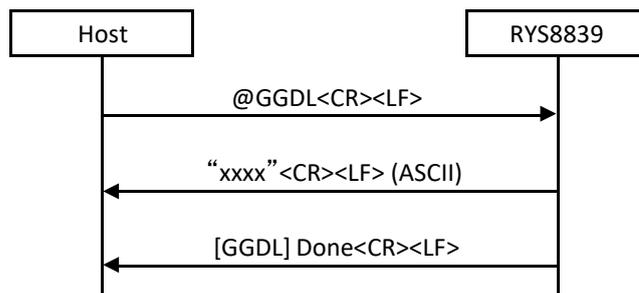 Host
RYS8839
@GGDL<CR><LF>
“xxxx”<CR><LF> (ASCII)
[GGDL] Done<CR><LF>